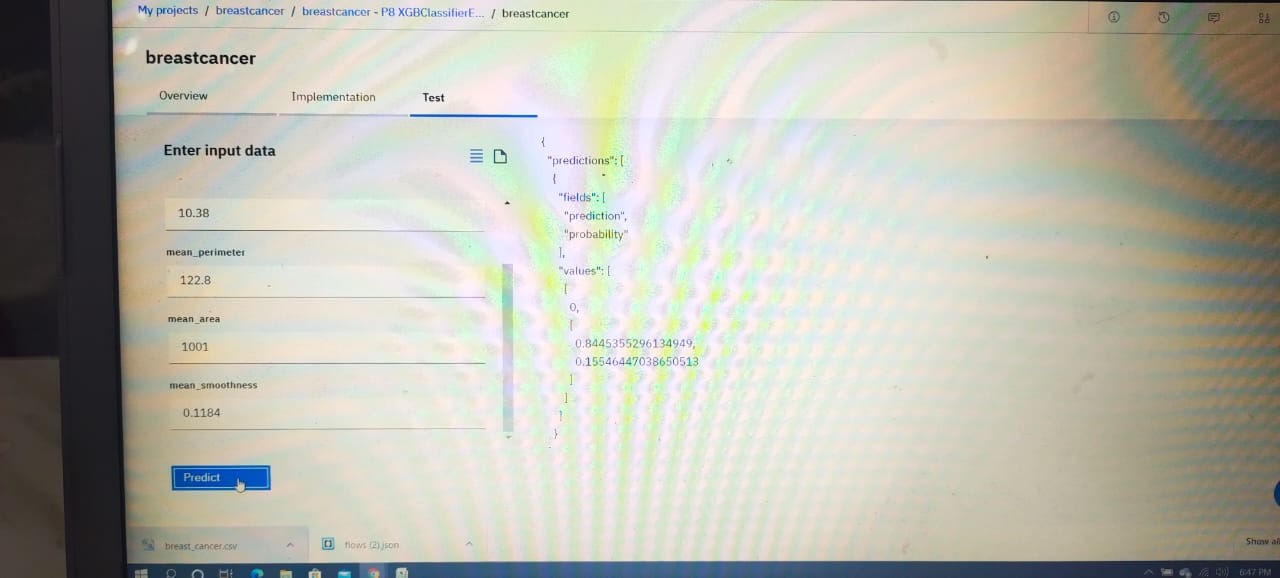 My projects / breastcancer / breastcancer - P8 XGBClassifierE... / breastcancer
breastcancer
Overview Implementation Test
Enter input data
10.38
mean_perimeter
122.8
mean_area
1001
mean_smoothness
0.1184
Predict
{
"predictions": [
{
"fields": [
"prediction",
"probability"
],
"values": [
[
0,
[
0.8445355296134949,
0.15546447038650513
]
]
]
}
breast_cancer.csv
flows (2).json
Show all
6:47 PM